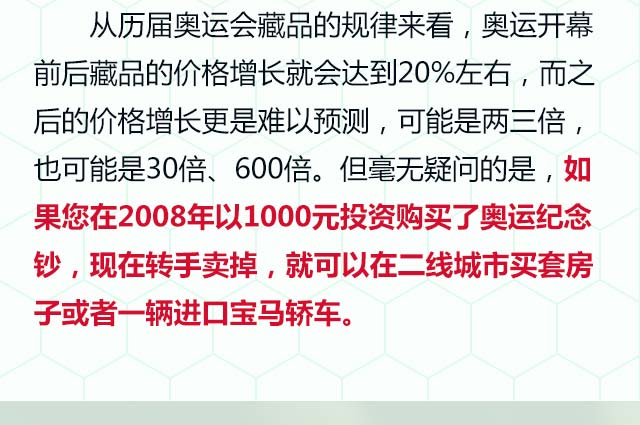 从历届奥运会藏品的规律来看，奥运开幕
前后藏品的价格增长就会达到20%左右，而之
后的价格增长更是难以预测，可能是两三倍，
也可能是30倍、600倍。但毫无疑问的是，如
果您在2008年以1000元投资购买了奥运纪念
钞，现在转手卖掉，就可以在二线城市买套房
子或者一辆进口宝马轿车。